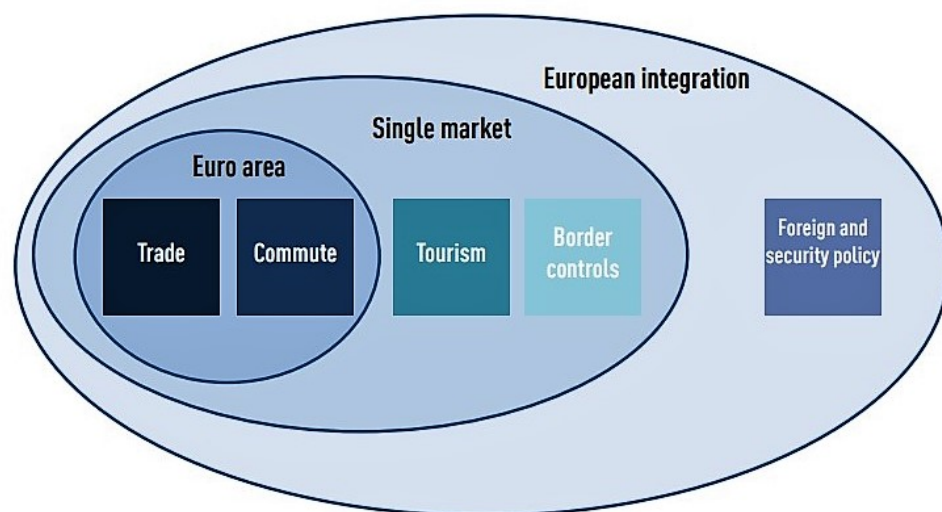 European integration
Single market
Euro area
Trade
Commute
Tourism
Border
controls
Foreign and
security policy